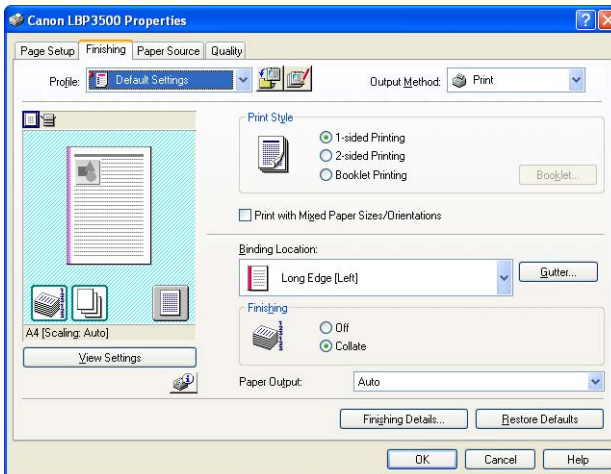 Canon LBP3500 Properties
Page Setup Finishing Paper Source Quality
Profile: Default Settings Output Method: Print
Print Style
1-sided Printing
2-sided Printing
Booklet Printing Booklet...
Print with Mixed Paper Sizes/Orientations
Binding Location:
Long Edge [Left] Gutter...
Finishing
Off
Collate
A4 [Scaling: Auto]
View Settings
Paper Output: Auto
Finishing Details... Restore Defaults
OK Cancel Help